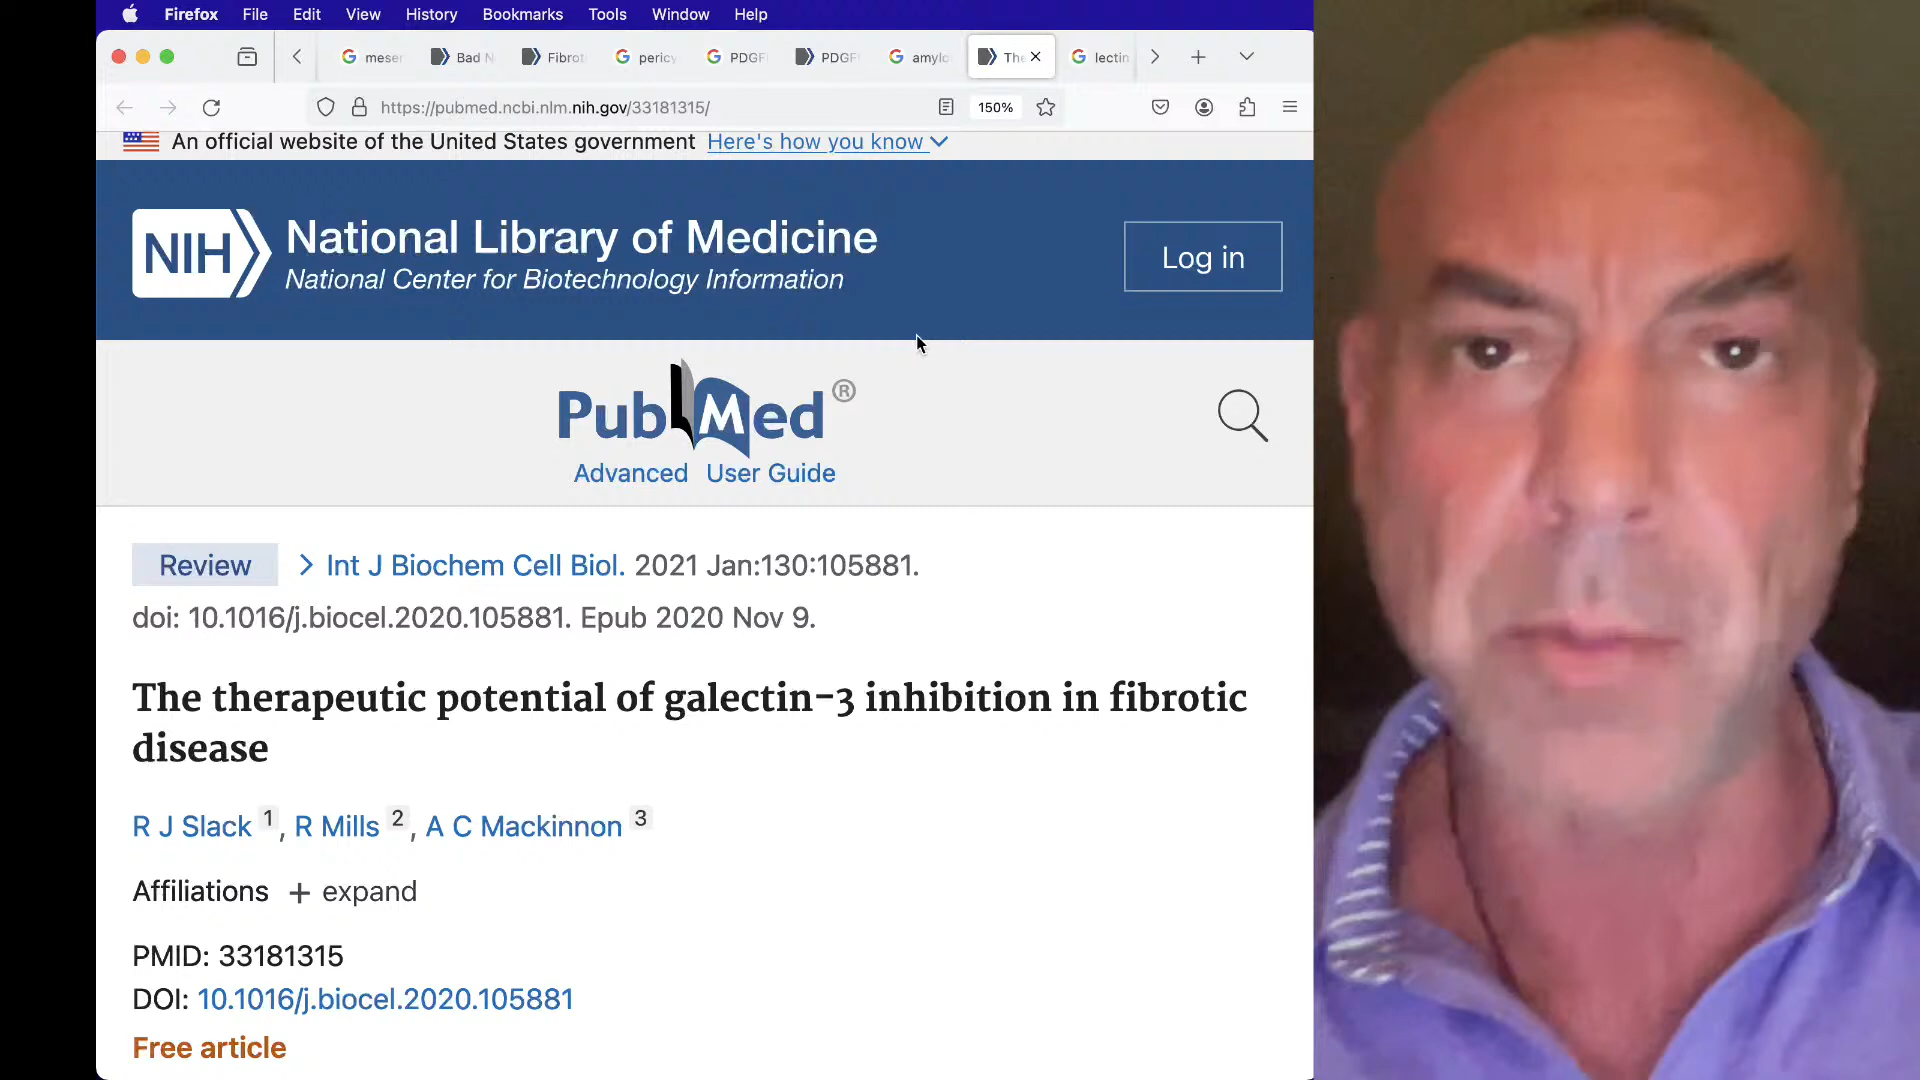 Firefox File Edit View History Bookmarks Tools Window Help
meser Bad N Fibrot pericy PDGF PDGF amylo The lectin
https://pubmed.ncbi.nlm.nih.gov/33181315/ 150%
An official website of the United States government Here's how you know
NIH National Library of Medicine
National Center for Biotechnology Information
Log in
PubMed®
Advanced User Guide
Review > Int J Biochem Cell Biol. 2021 Jan:130:105881.
doi: 10.1016/j.biocel.2020.105881. Epub 2020 Nov 9.
The therapeutic potential of galectin-3 inhibition in fibrotic
disease
R J Slack 1, R Mills 2, A C Mackinnon 3
Affiliations + expand
PMID: 33181315
DOI: 10.1016/j.biocel.2020.105881
Free article